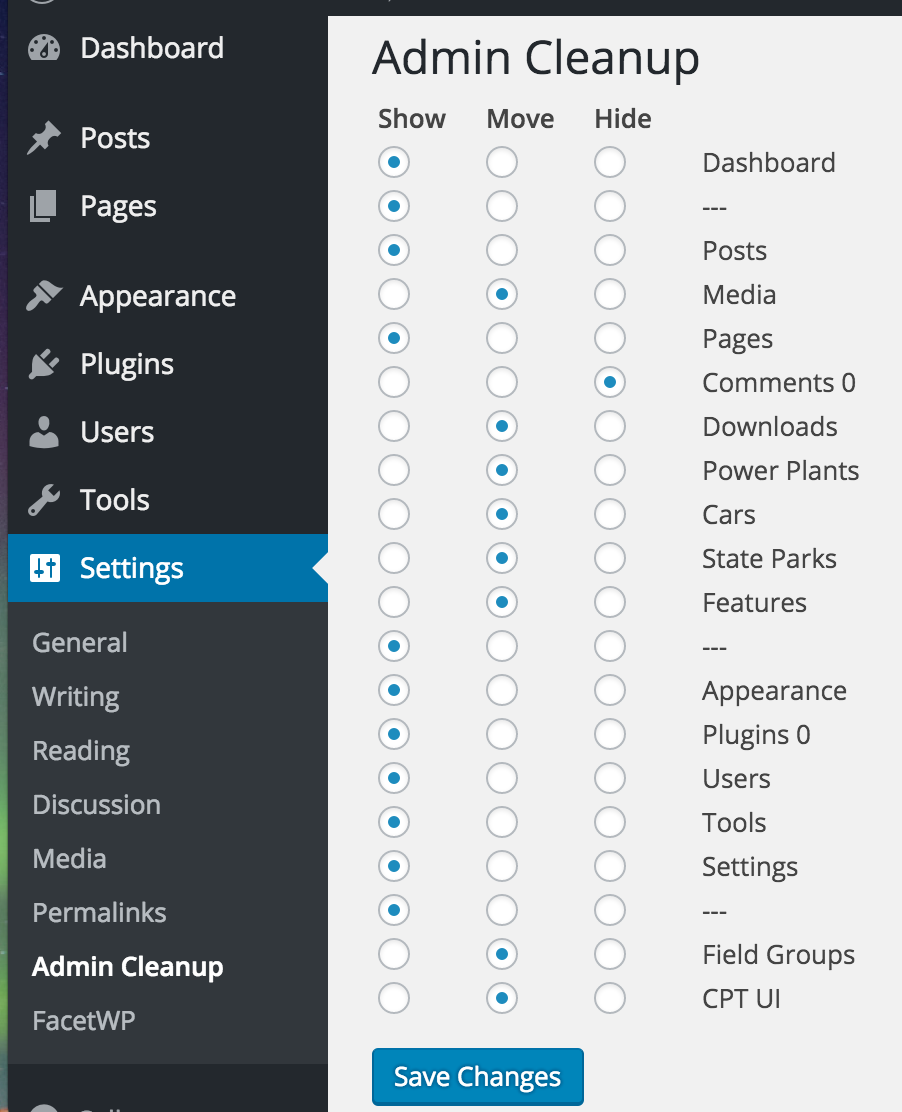 Dashboard
Posts
Pages
Appearance
Plugins
Users
Tools
Settings
General
Writing
Reading
Discussion
Media
Permalinks
Admin Cleanup
FacetWP
Admin Cleanup
Show Move Hide
Dashboard
---
Posts
Media
Pages
Comments 0
Downloads
Power Plants
Cars
State Parks
Features
---
Appearance
Plugins 0
Users
Tools
Settings
---
Field Groups
CPT UI
Save Changes